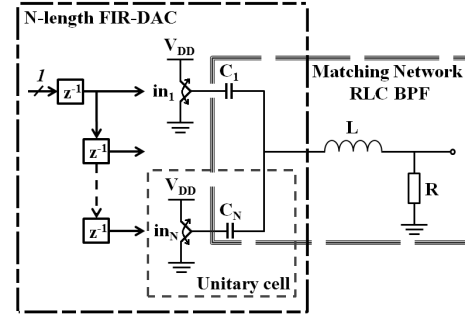 N-length FIR-DAC
V_DD
C_1
1
z^-1
in_1
Matching Network
RLC BPF
L
z^-1
V_DD
R
C_N
z^-1
in_N
Unitary cell